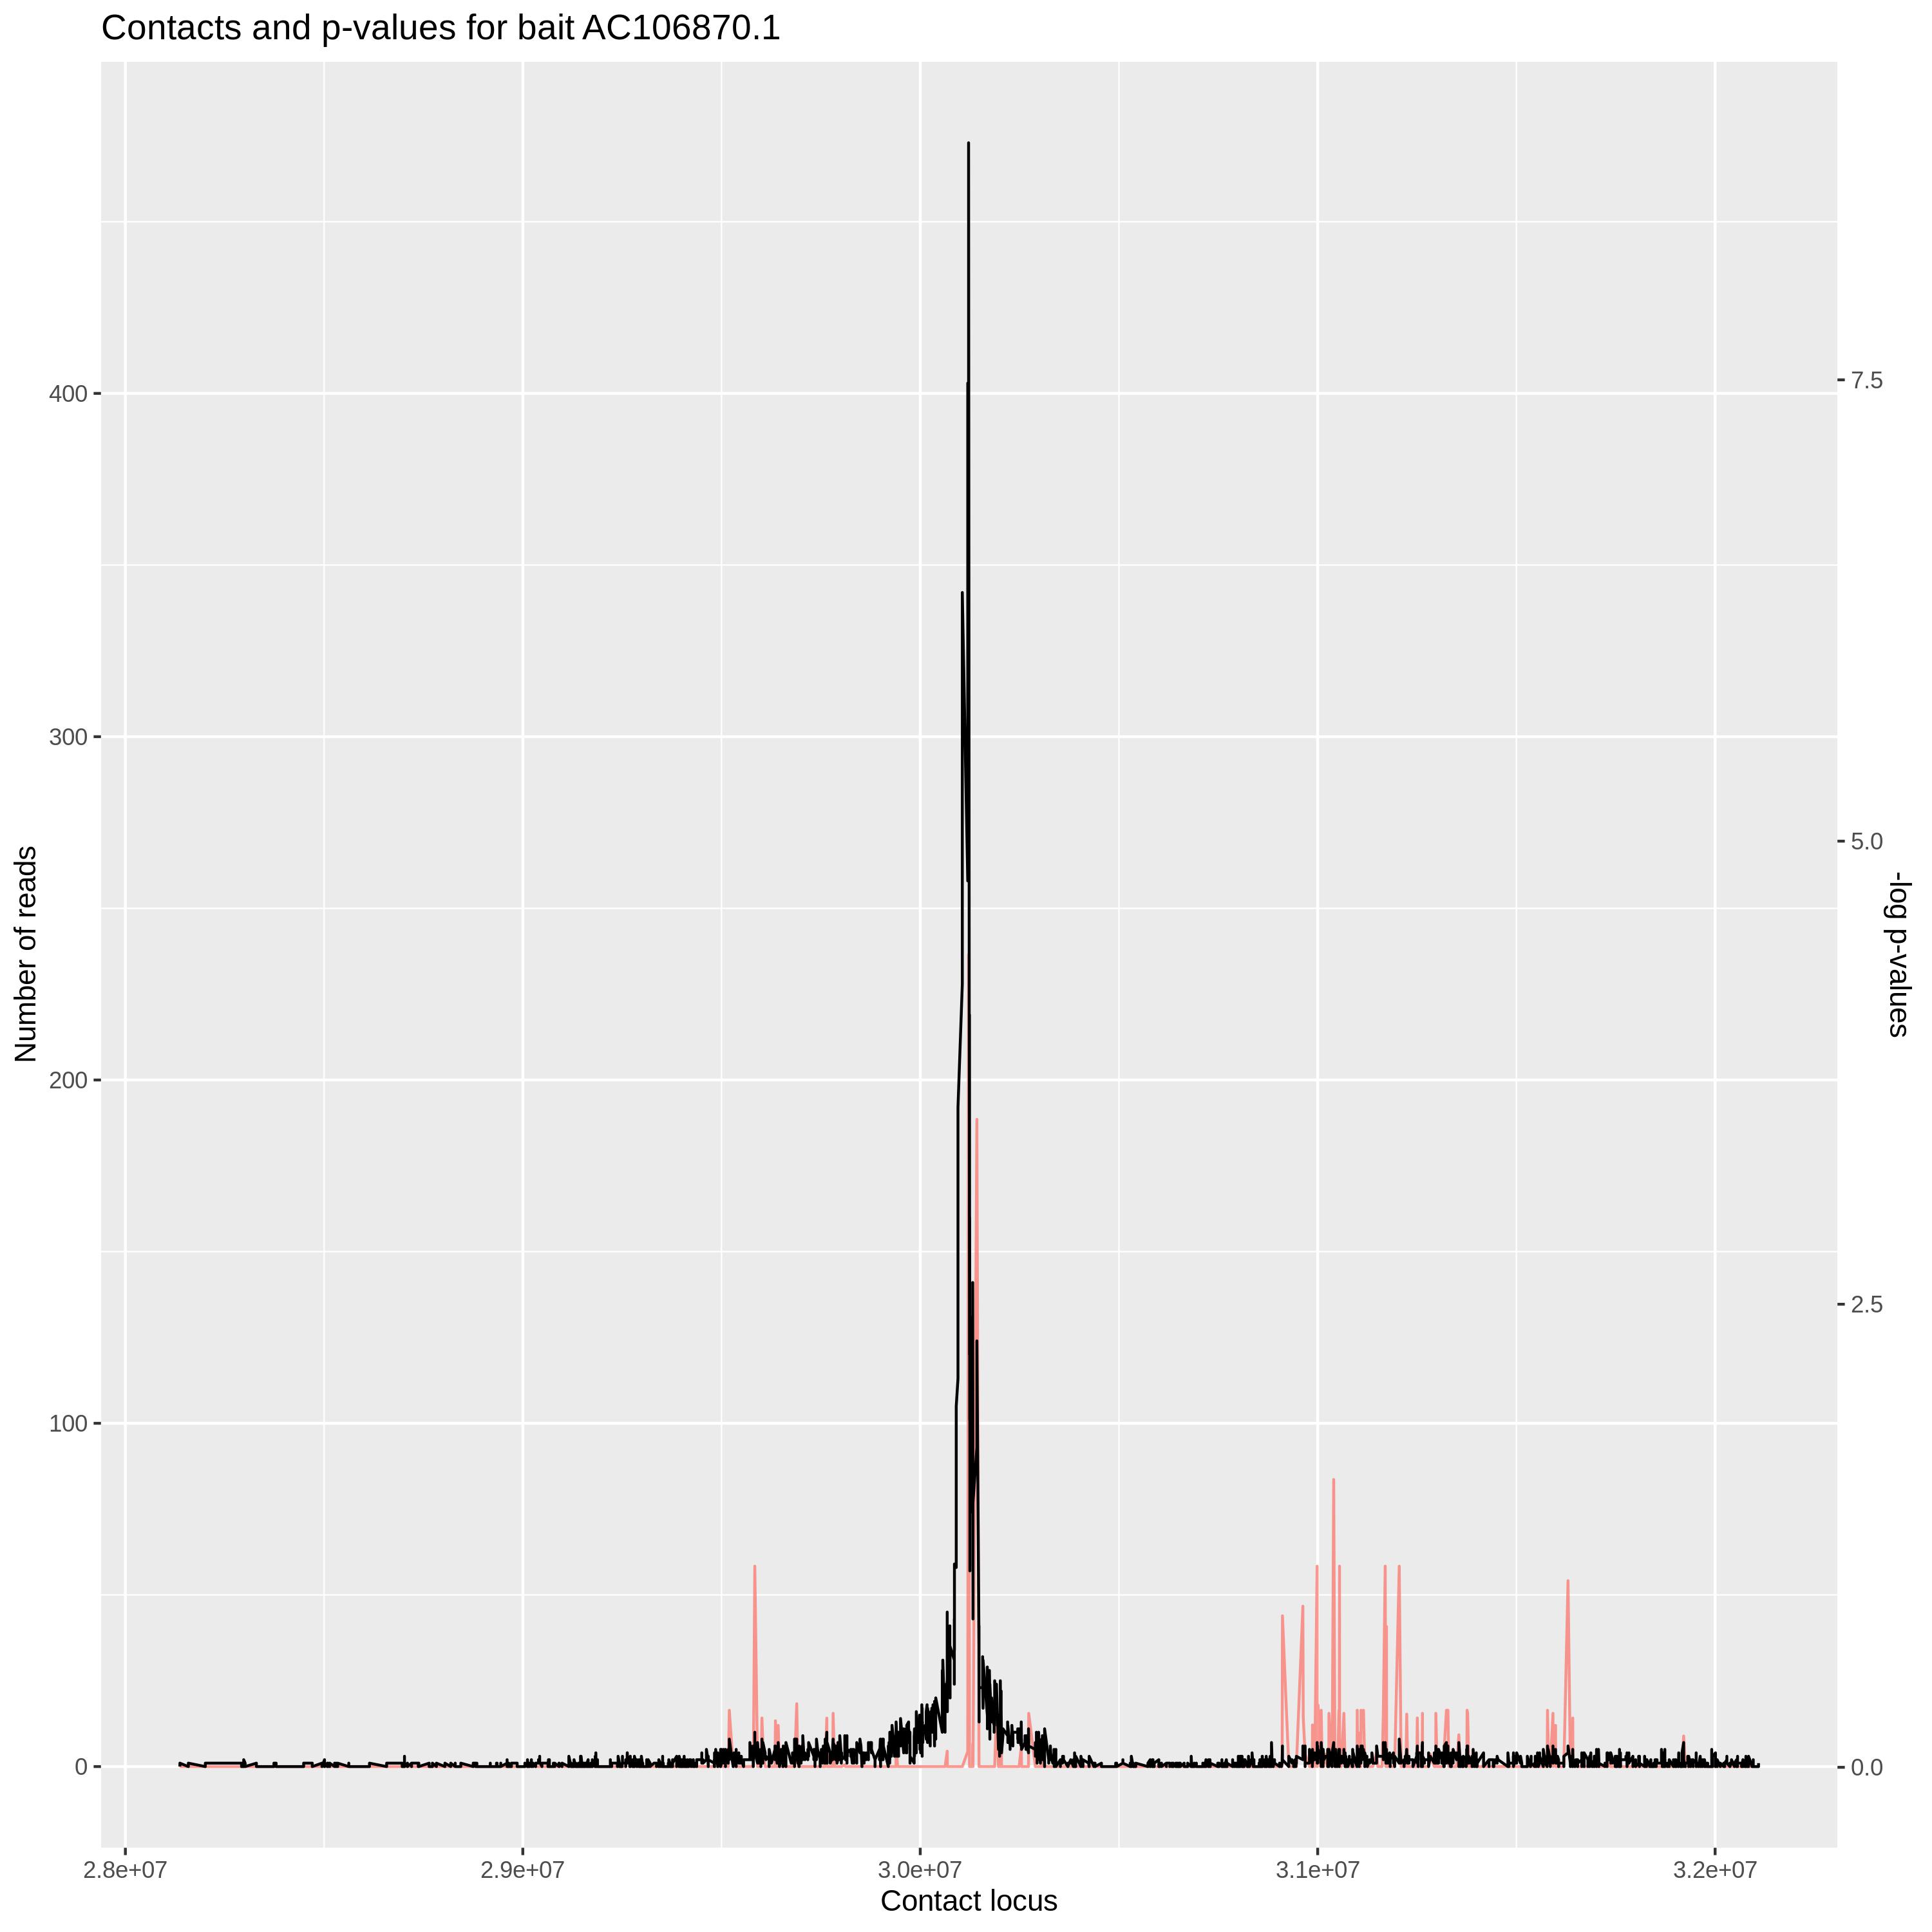 Contacts and p-values for bait AC106870.1
400
300
200
100
0
Number of reads
7.5
5.0
2.5
0.0
-log p-values
2.8e+07 2.9e+07 3.0e+07 3.1e+07 3.2e+07
Contact locus